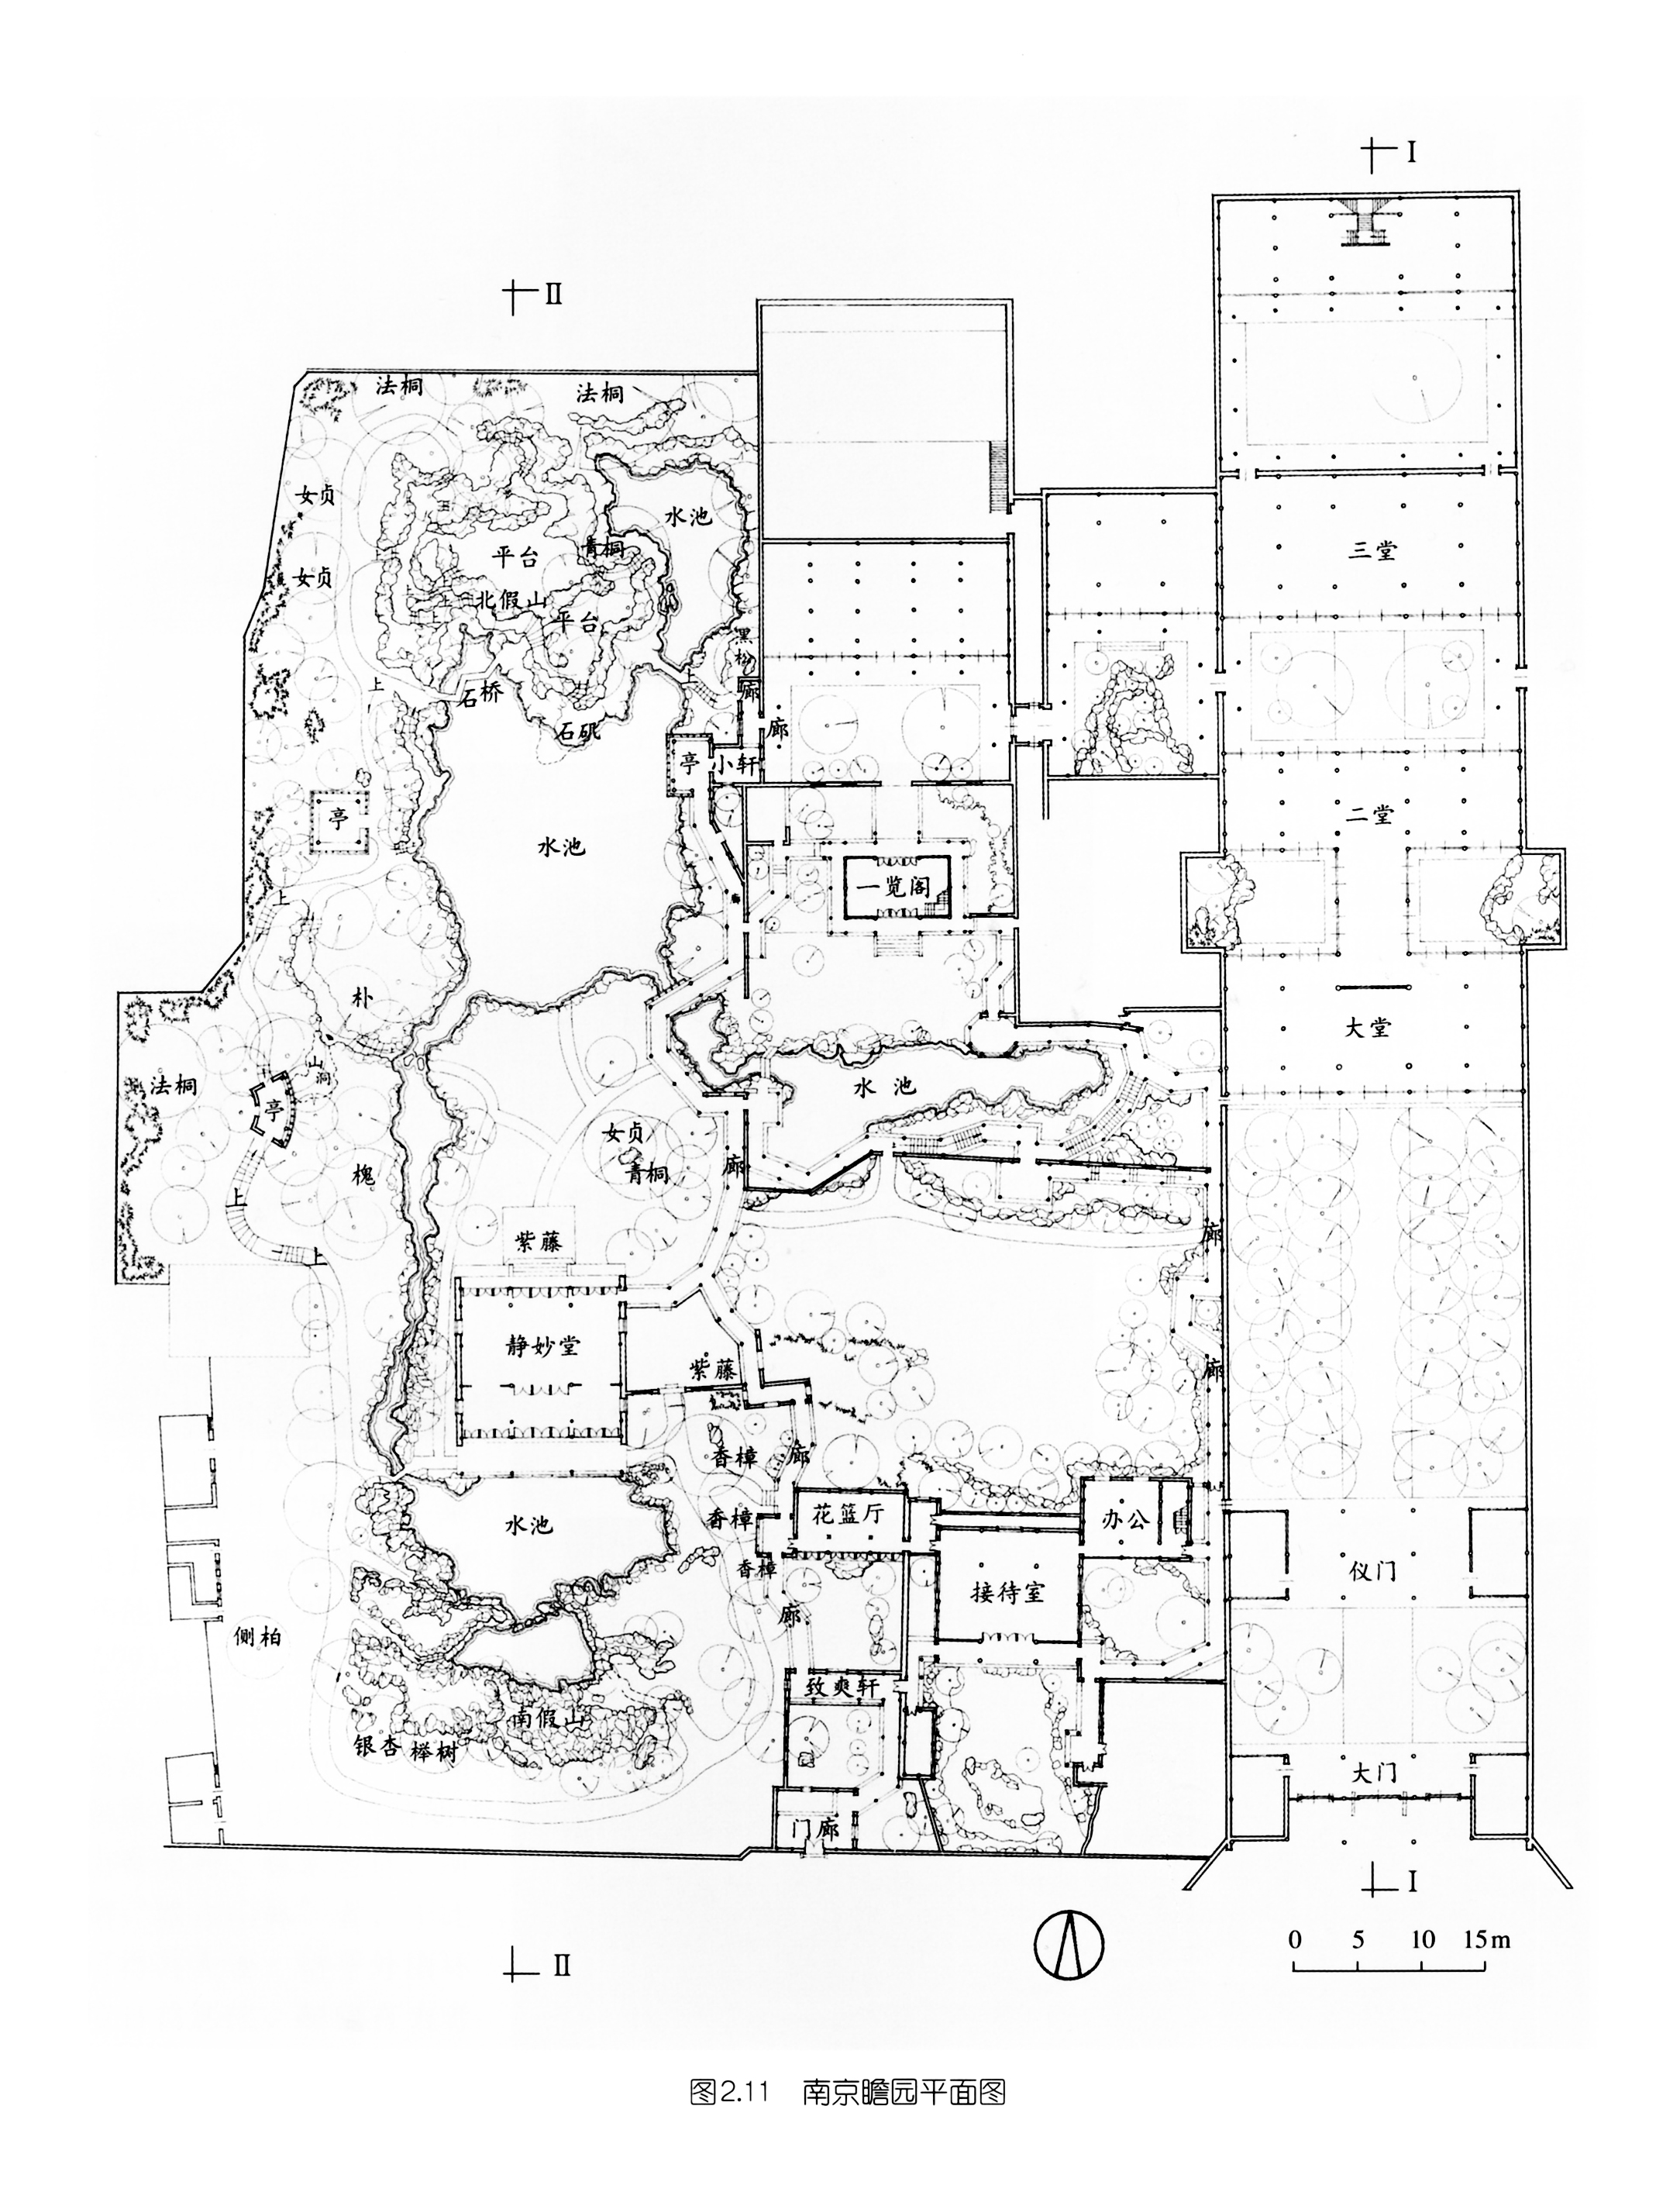 I
II
法桐
法桐
女贞
水池
青桐
平台
三堂
女贞
北假山
平台
黑松
上
石桥
上
廊
石矶
廊
亭
小轩
亭
水池
二堂
一览阁
上
朴
大堂
山洞
法桐
水池
亭
女贞
廊
青桐
槐
上
廊
紫藤
上
静妙堂
紫藤
廊
香樟
廊
水池
香樟
花篮厅
办公
香樟
接待室
仪门
廊
侧柏
致爽轩
南假山
银杏
榉树
大门
门廊
I
II
0 5 10 15m
图2.11 南京瞻园平面图